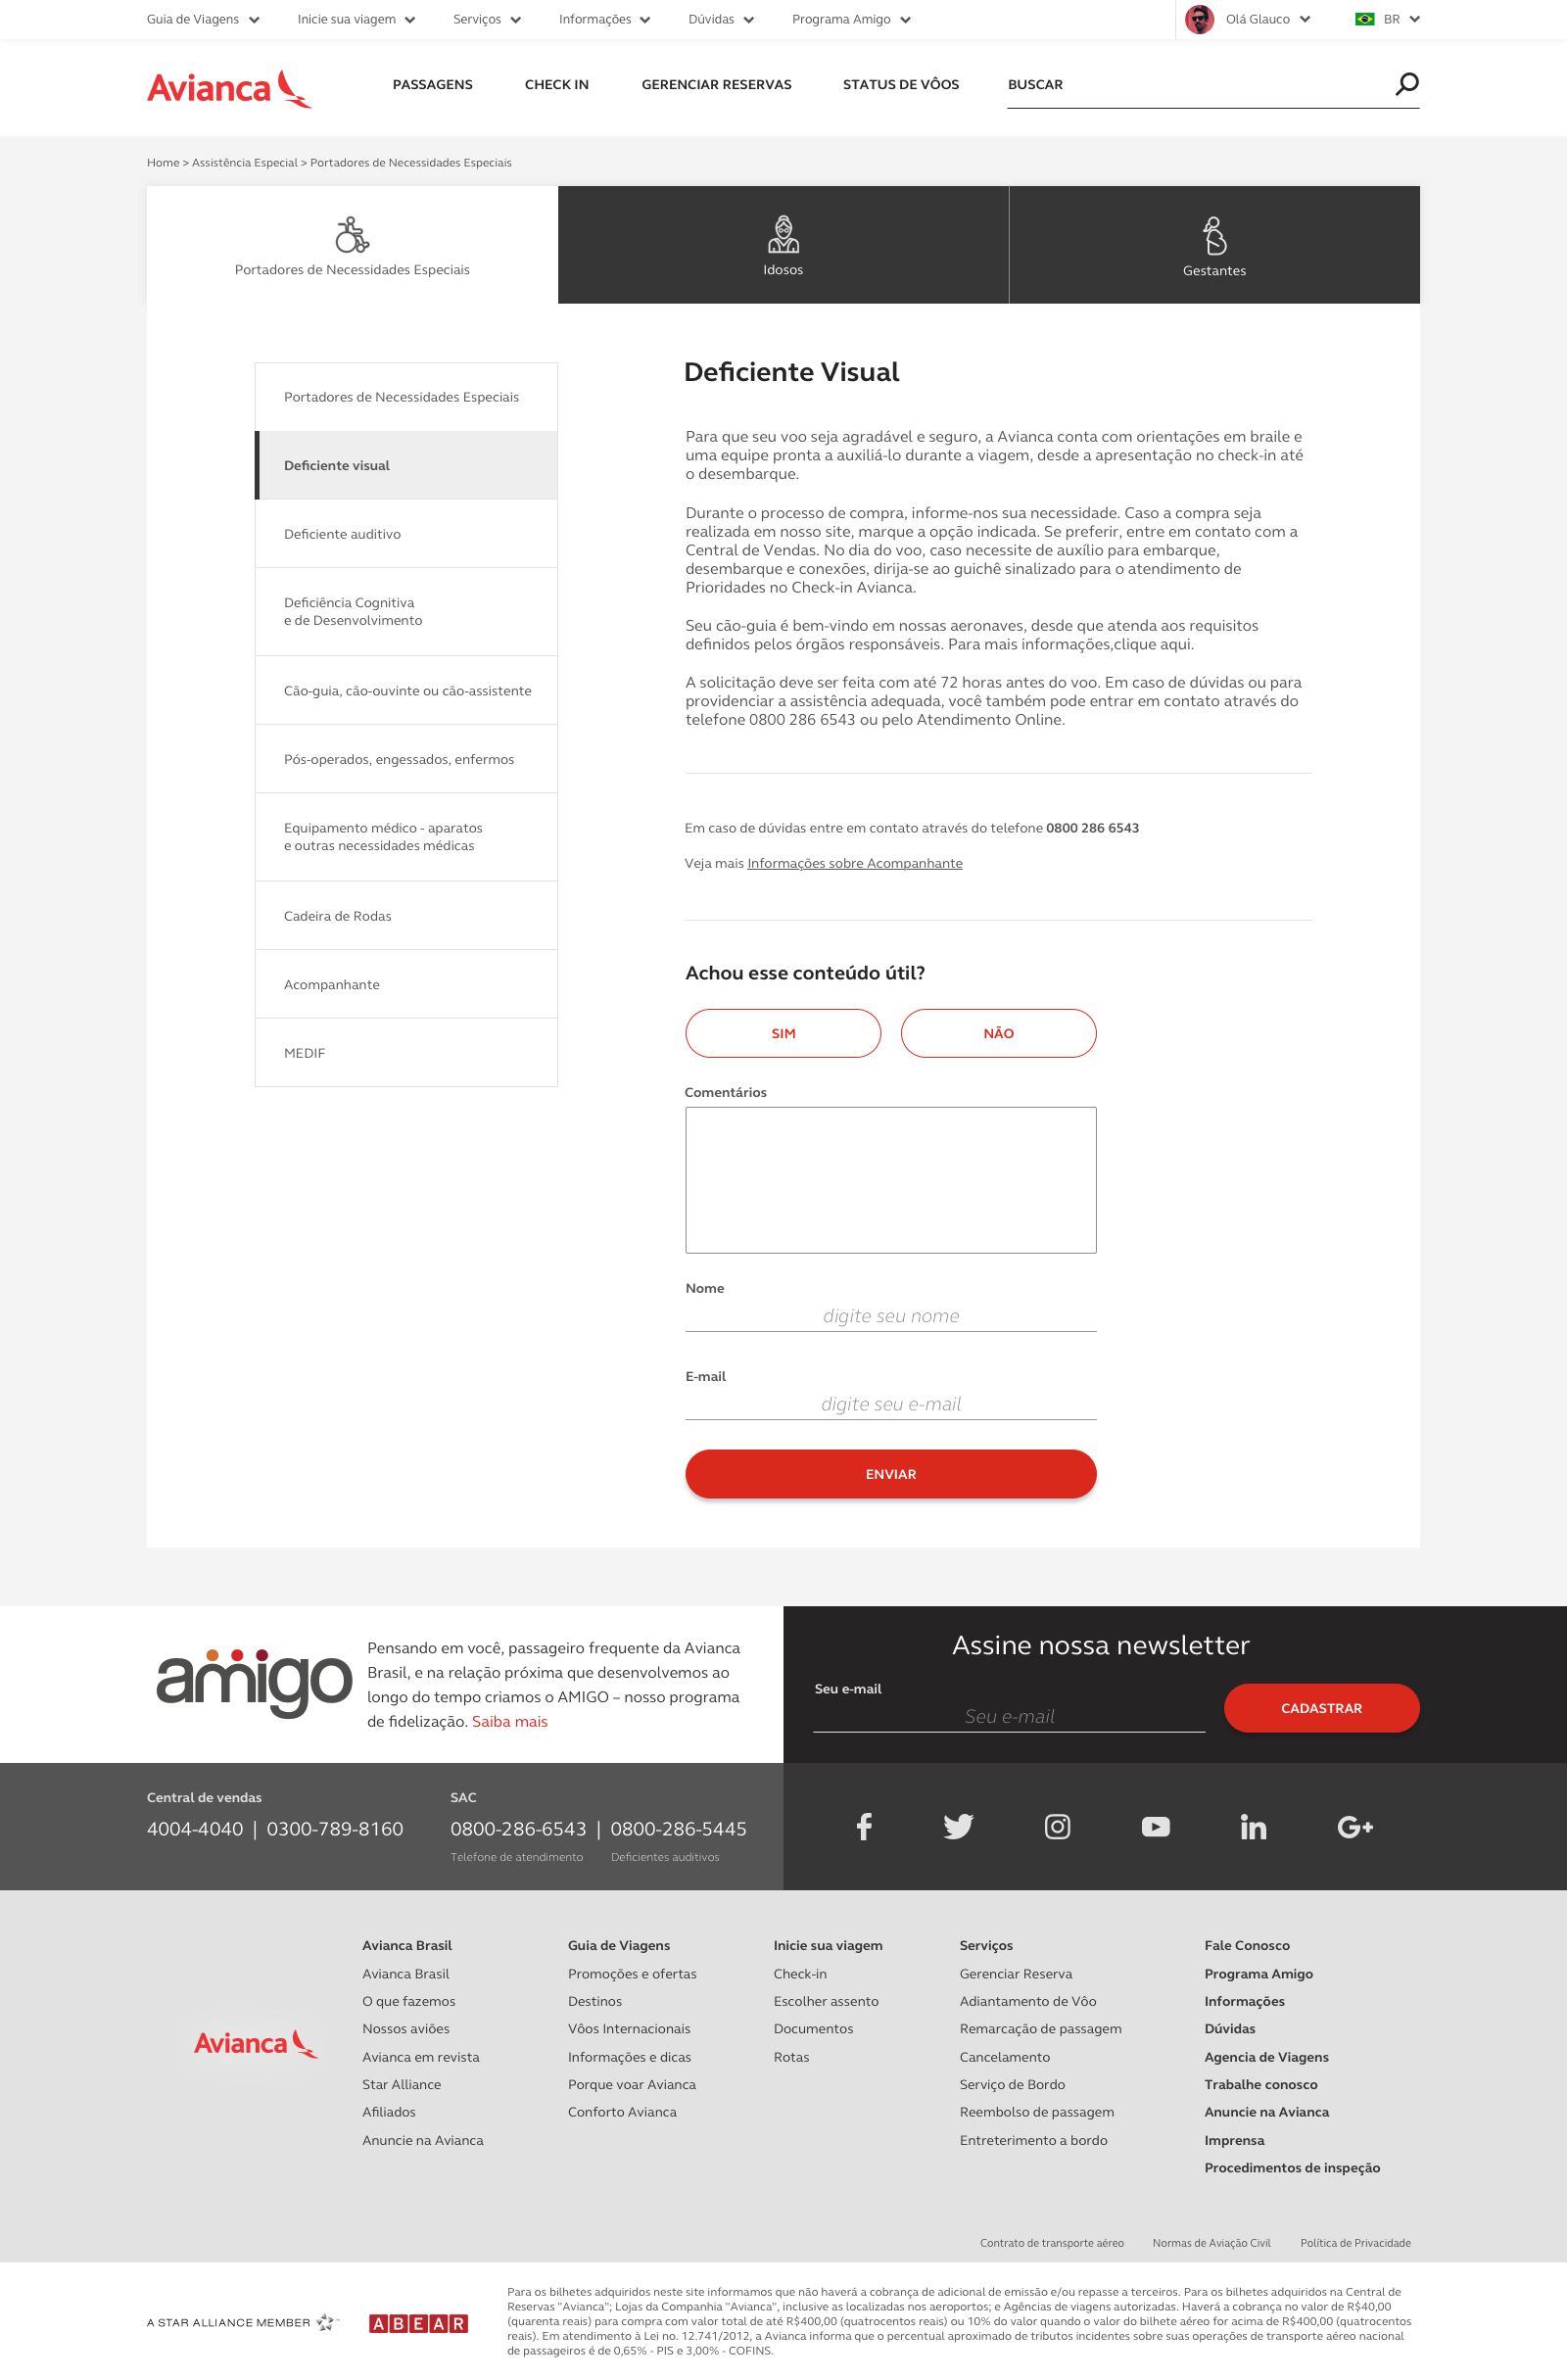 Guia de Viagens
Inicie sua viagem
Serviços
Informações
Dúvidas
Programa Amigo
Olá Glauco
BR
Avianca
PASSAGENS
CHECK IN
GERENCIAR RESERVAS
STATUS DE VÔOS
BUSCAR
Home > Assistência Especial > Portadores de Necessidades Especiais
Portadores de Necessidades Especiais
Idosos
Gestantes
Portadores de Necessidades Especiais
Deficiente visual
Deficiente auditivo
Deficiência Cognitiva
e de Desenvolvimento
Cão-guia, cão-ouvinte ou cão-assistente
Pós-operados, engessados, enfermos
Equipamento médico - aparatos
e outras necessidades médicas
Cadeira de Rodas
Acompanhante
MEDIF
Deficiente Visual
Para que seu voo seja agradável e seguro, a Avianca conta com orientações em braile e
uma equipe pronta a auxiliá-lo durante a viagem, desde a apresentação no check-in até
o desembarque.
Durante o processo de compra, informe-nos sua necessidade. Caso a compra seja
realizada em nosso site, marque a opção indicada. Se preferir, entre em contato com a
Central de Vendas. No dia do voo, caso necessite de auxílio para embarque,
desembarque e conexões, dirija-se ao guichê sinalizado para o atendimento de
Prioridades no Check-in Avianca.
Seu cão-guia é bem-vindo em nossas aeronaves, desde que atenda aos requisitos
definidos pelos órgãos responsáveis. Para mais informações,clique aqui.
A solicitação deve ser feita com até 72 horas antes do voo. Em caso de dúvidas ou para
providenciar a assistência adequada, você também pode entrar em contato através do
telefone 0800 286 6543 ou pelo Atendimento Online.
Em caso de dúvidas entre em contato através do telefone 0800 286 6543
Veja mais Informações sobre Acompanhante
Achou esse conteúdo útil?
SIM
NÃO
Comentários
Nome
digite seu nome
E-mail
digite seu e-mail
ENVIAR
amigo
Pensando em você, passageiro frequente da Avianca
Brasil, e na relação próxima que desenvolvemos ao
longo do tempo criamos o AMIGO – nosso programa
de fidelização. Saiba mais
Assine nossa newsletter
Seu e-mail
Seu e-mail
CADASTRAR
Central de vendas
4004-4040 | 0300-789-8160
SAC
0800-286-6543 | 0800-286-5445
Telefone de atendimento
Deficientes auditivos
Avianca
Avianca Brasil
Avianca Brasil
O que fazemos
Nossos aviões
Avianca em revista
Star Alliance
Afiliados
Anuncie na Avianca
Guia de Viagens
Promoções e ofertas
Destinos
Vôos Internacionais
Informações e dicas
Porque voar Avianca
Conforto Avianca
Inicie sua viagem
Check-in
Escolher assento
Documentos
Rotas
Serviços
Gerenciar Reserva
Adiantamento de Vôo
Remarcação de passagem
Cancelamento
Serviço de Bordo
Reembolso de passagem
Entreterimento a bordo
Fale Conosco
Programa Amigo
Informações
Dúvidas
Agencia de Viagens
Trabalhe conosco
Anuncie na Avianca
Imprensa
Procedimentos de inspeção
Contrato de transporte aéreo
Normas de Aviação Civil
Política de Privacidade
A STAR ALLIANCE MEMBER
ABEAR
Para os bilhetes adquiridos neste site informamos que não haverá a cobrança de adicional de emissão e/ou repasse a terceiros. Para os bilhetes adquiridos na Central de
Reservas "Avianca"; Lojas da Companhia "Avianca", inclusive as localizadas nos aeroportos; e Agências de viagens autorizadas. Haverá a cobrança no valor de R$40,00
(quarenta reais) para compra com valor total de até R$400,00 (quatrocentos reais) ou 10% do valor quando o valor do bilhete aéreo for acima de R$400,00 (quatrocentos
reais). Em atendimento à Lei no. 12.741/2012, a Avianca informa que o percentual aproximado de tributos incidentes sobre suas operações de transporte aéreo nacional
de passageiros é de 0,65% - PIS e 3,00% - COFINS.